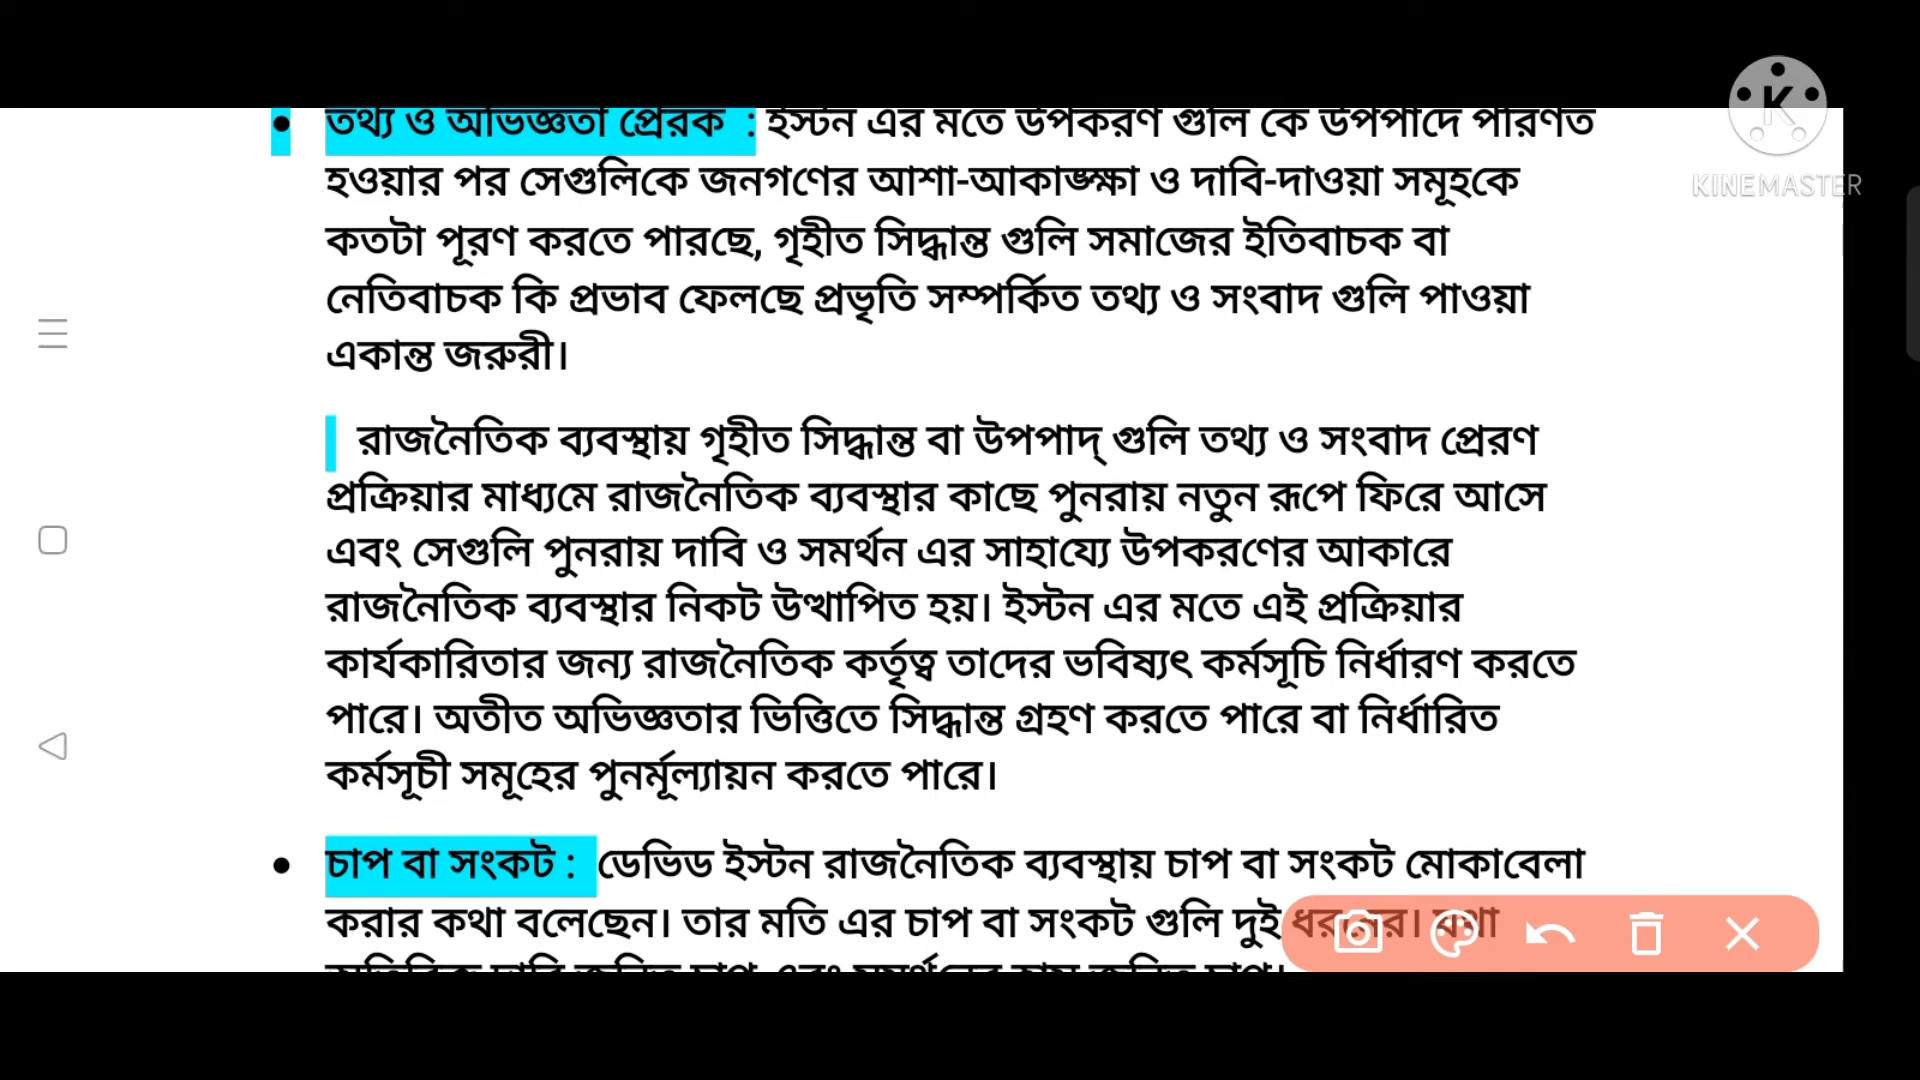 • তথ্য ও অভিজ্ঞতা প্রেরক : ইস্টন এর মতে উপকরণ গুলি কে উপপাদে পরিণত
KINEMASTER
হওয়ার পর সেগুলিকে জনগণের আশা-আকাঙ্ক্ষা ও দাবি-দাওয়া সমূহকে
কতটা পূরণ করতে পারছে, গৃহীত সিদ্ধান্ত গুলি সমাজের ইতিবাচক বা
নেতিবাচক কি প্রভাব ফেলছে প্রভৃতি সম্পর্কিত তথ্য ও সংবাদ গুলি পাওয়া
একান্ত জরুরী।
রাজনৈতিক ব্যবস্থায় গৃহীত সিদ্ধান্ত বা উপপাদ্ গুলি তথ্য ও সংবাদ প্রেরণ
প্রক্রিয়ার মাধ্যমে রাজনৈতিক ব্যবস্থার কাছে পুনরায় নতুন রূপে ফিরে আসে
এবং সেগুলি পুনরায় দাবি ও সমর্থন এর সাহায্যে উপকরণের আকারে
রাজনৈতিক ব্যবস্থার নিকট উত্থাপিত হয়। ইস্টন এর মতে এই প্রক্রিয়ার
কার্যকারিতার জন্য রাজনৈতিক কর্তৃত্ব তাদের ভবিষ্যৎ কর্মসূচি নির্ধারণ করতে
পারে। অতীত অভিজ্ঞতার ভিত্তিতে সিদ্ধান্ত গ্রহণ করতে পারে বা নির্ধারিত
কর্মসূচী সমূহের পুনর্মূল্যায়ন করতে পারে।
• চাপ বা সংকট : ডেভিড ইস্টন রাজনৈতিক ব্যবস্থায় চাপ বা সংকট মোকাবেলা
করার কথা বলেছেন। তার মতি এর চাপ বা সংকট গুলি দুই ধরনের। যথা